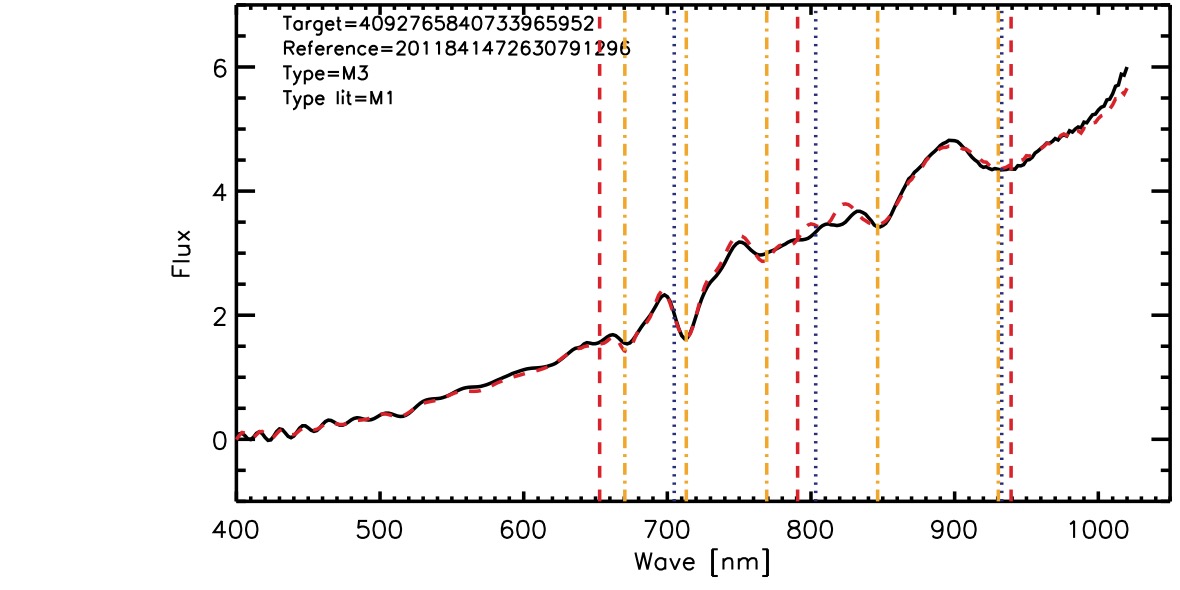 Target=4092765840733965952
Reference=2011841472630791296
Type=M3
Type lit=M1
6
4
2
0
Flux
400 500 600 700 800 900 1000
Wave [nm]